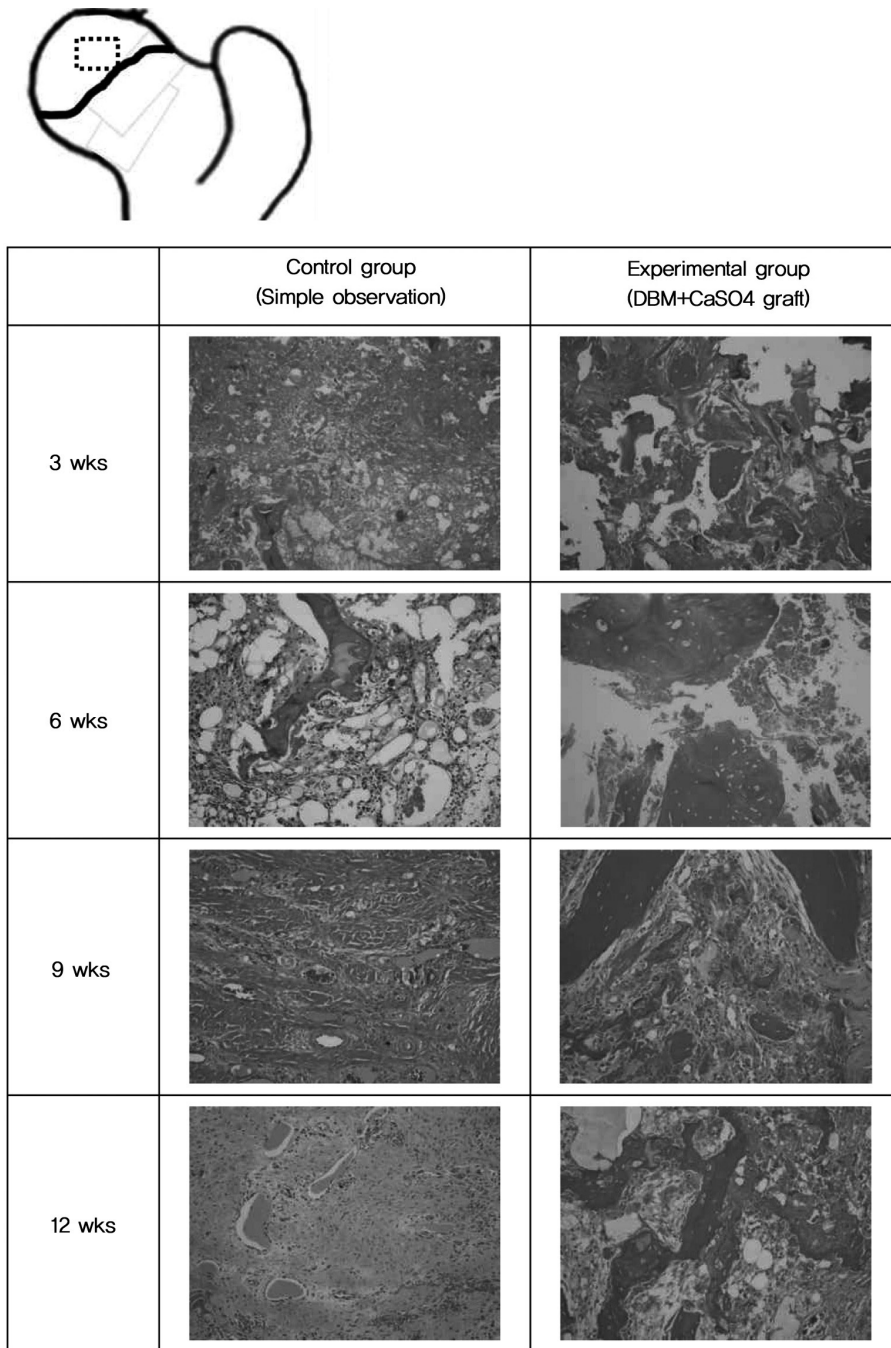 Control group
(Simple observation)
Experimental group
(DBM+CaSO4 graft)
3 wks
6 wks
9 wks
12 wks